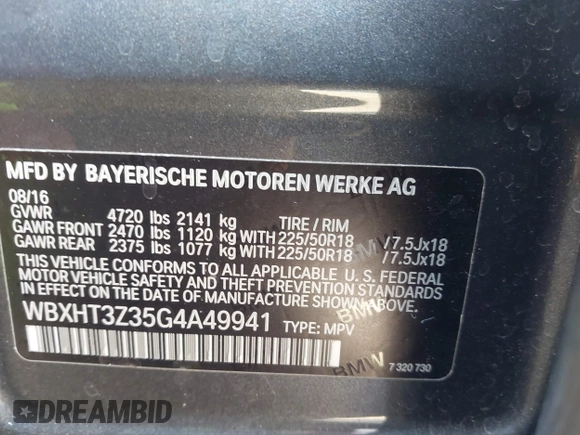 MFD BY BAYERISCHE MOTOREN WERKE AG
08/16
GVWR 4720 lbs 2141 kg TIRE / RIM
GAWR FRONT 2470 lbs 1120 kg WITH 225/50R18 /7.5Jx18
GAWR REAR 2375 lbs 1077 kg WITH 225/50R18 /7.5Jx18
THIS VEHICLE CONFORMS TO ALL APPLICABLE U.S. FEDERAL
MOTOR VEHICLE SAFETY AND THEFT PREVENTION STANDARDS
IN EFFECT ON THE DATE OF MANUFACTURE SHOWN ABOVE.
WBXHT3Z35G4A49941 TYPE: MPV
BMW
BMW
BMW
7 320 730
DREAMBID